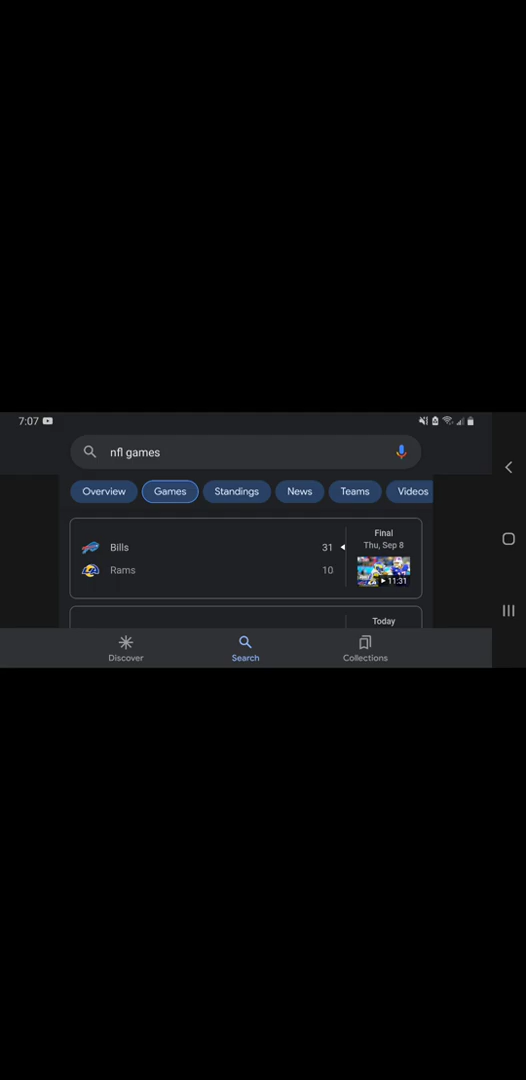 7:07
nfl games
Overview Games Standings News Teams Videos
Final
Bills 31 Thu, Sep 8
Rams 10 11:31
Today
Discover Search Collections